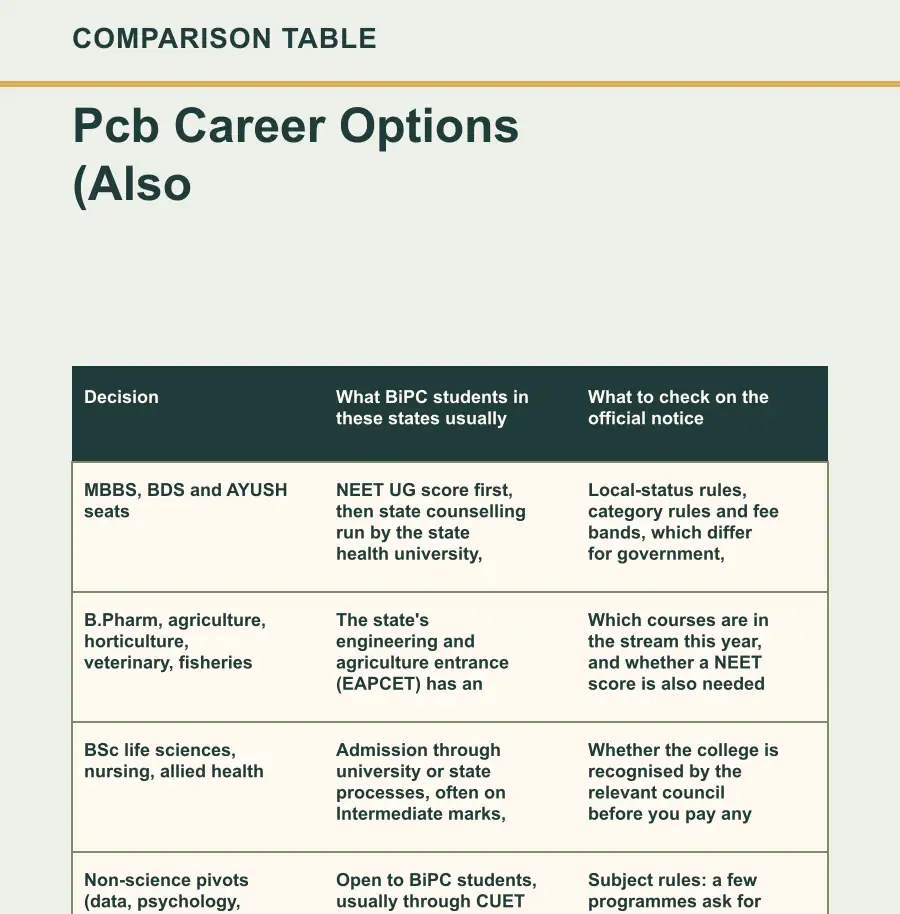 COMPARISON TABLE
Pcb Career Options
(Also
Decision
What BiPC students in
these states usually
What to check on the
official notice
MBBS, BDS and AYUSH
seats
NEET UG score first,
then state counselling
run by the state
health university,
Local-status rules,
category rules and fee
bands, which differ
for government,
B.Pharm, agriculture,
horticulture,
veterinary, fisheries
The state's
engineering and
agriculture entrance
(EAPCET) has an
Which courses are in
the stream this year,
and whether a NEET
score is also needed
BSc life sciences,
nursing, allied health
Admission through
university or state
processes, often on
Intermediate marks,
Whether the college is
recognised by the
relevant council
before you pay any
Non-science pivots
(data, psychology,
Open to BiPC students,
usually through CUET
Subject rules: a few
programmes ask for